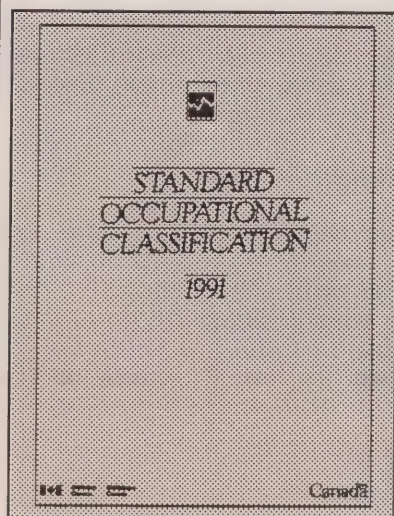 STANDARD
OCCUPATIONAL
CLASSIFICATION
1991
Canada